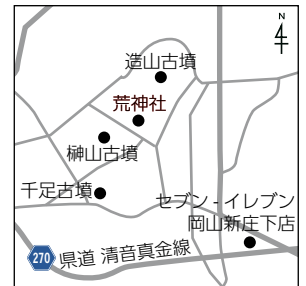 N
造山古墳
荒神社
榊山古墳
千足古墳
セブン - イレブン
岡山新庄下店
270
県道 清音真金線